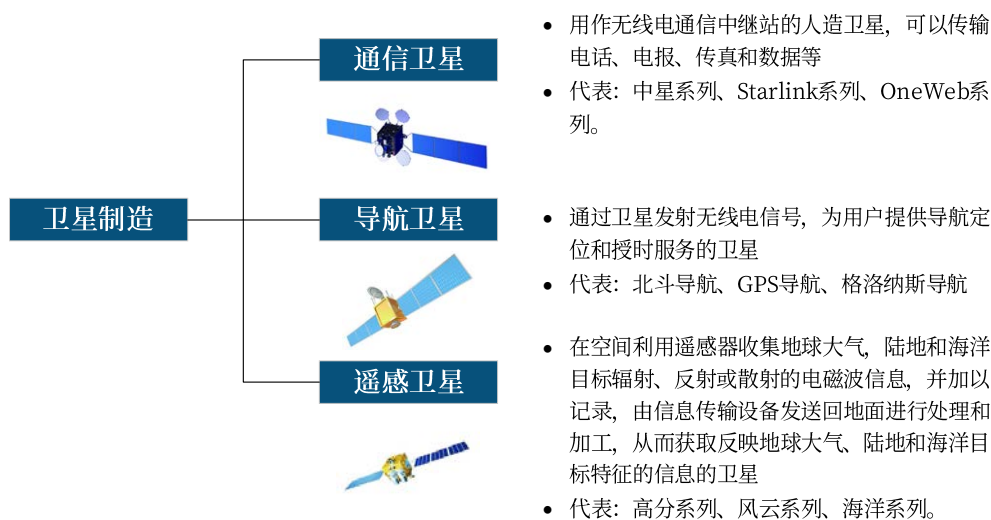 卫星制造
通信卫星
• 用作无线电通信中继站的人造卫星，可以传输
电话、电报、传真和数据等
• 代表：中星系列、Starlink系列、OneWeb系
列。
导航卫星
• 通过卫星发射无线电信号，为用户提供导航定
位和授时服务的卫星
• 代表：北斗导航、GPS导航、格洛纳斯导航
遥感卫星
• 在空间利用遥感器收集地球大气，陆地和海洋
目标辐射、反射或散射的电磁波信息，并加以
记录，由信息传输设备发送回地面进行处理和
加工，从而获取反映地球大气、陆地和海洋目
标特征的信息的卫星
• 代表：高分系列、风云系列、海洋系列。